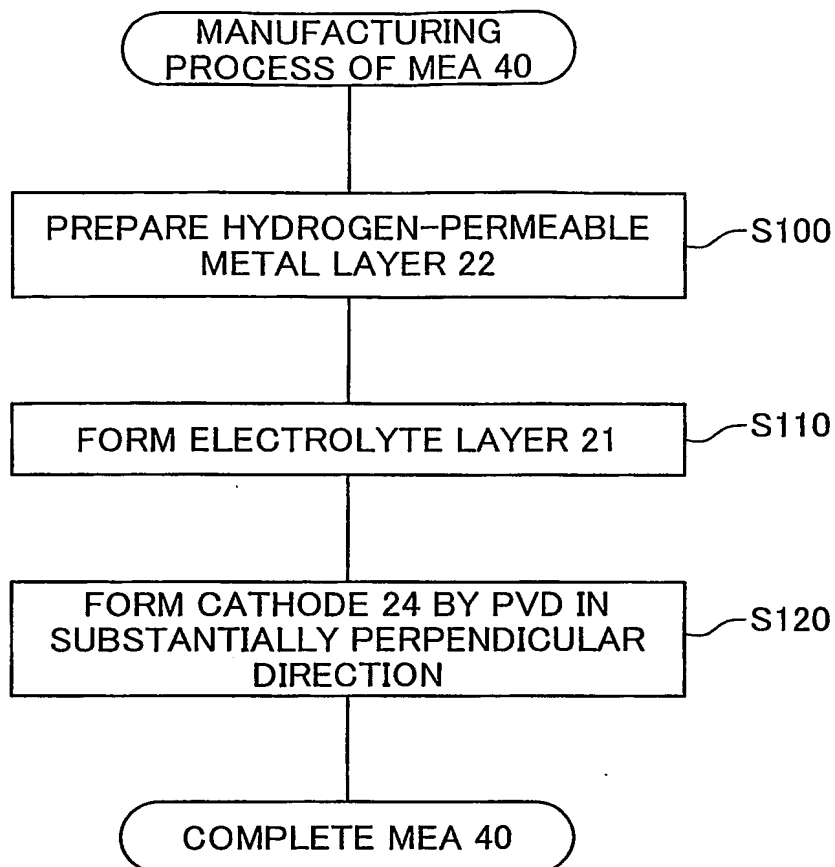 MANUFACTURING
PROCESS OF MEA 40
PREPARE HYDROGEN-PERMEABLE
METAL LAYER 22
S100
FORM ELECTROLYTE LAYER 21
S110
FORM CATHODE 24 BY PVD IN
SUBSTANTIALLY PERPENDICULAR
DIRECTION
S120
COMPLETE MEA 40